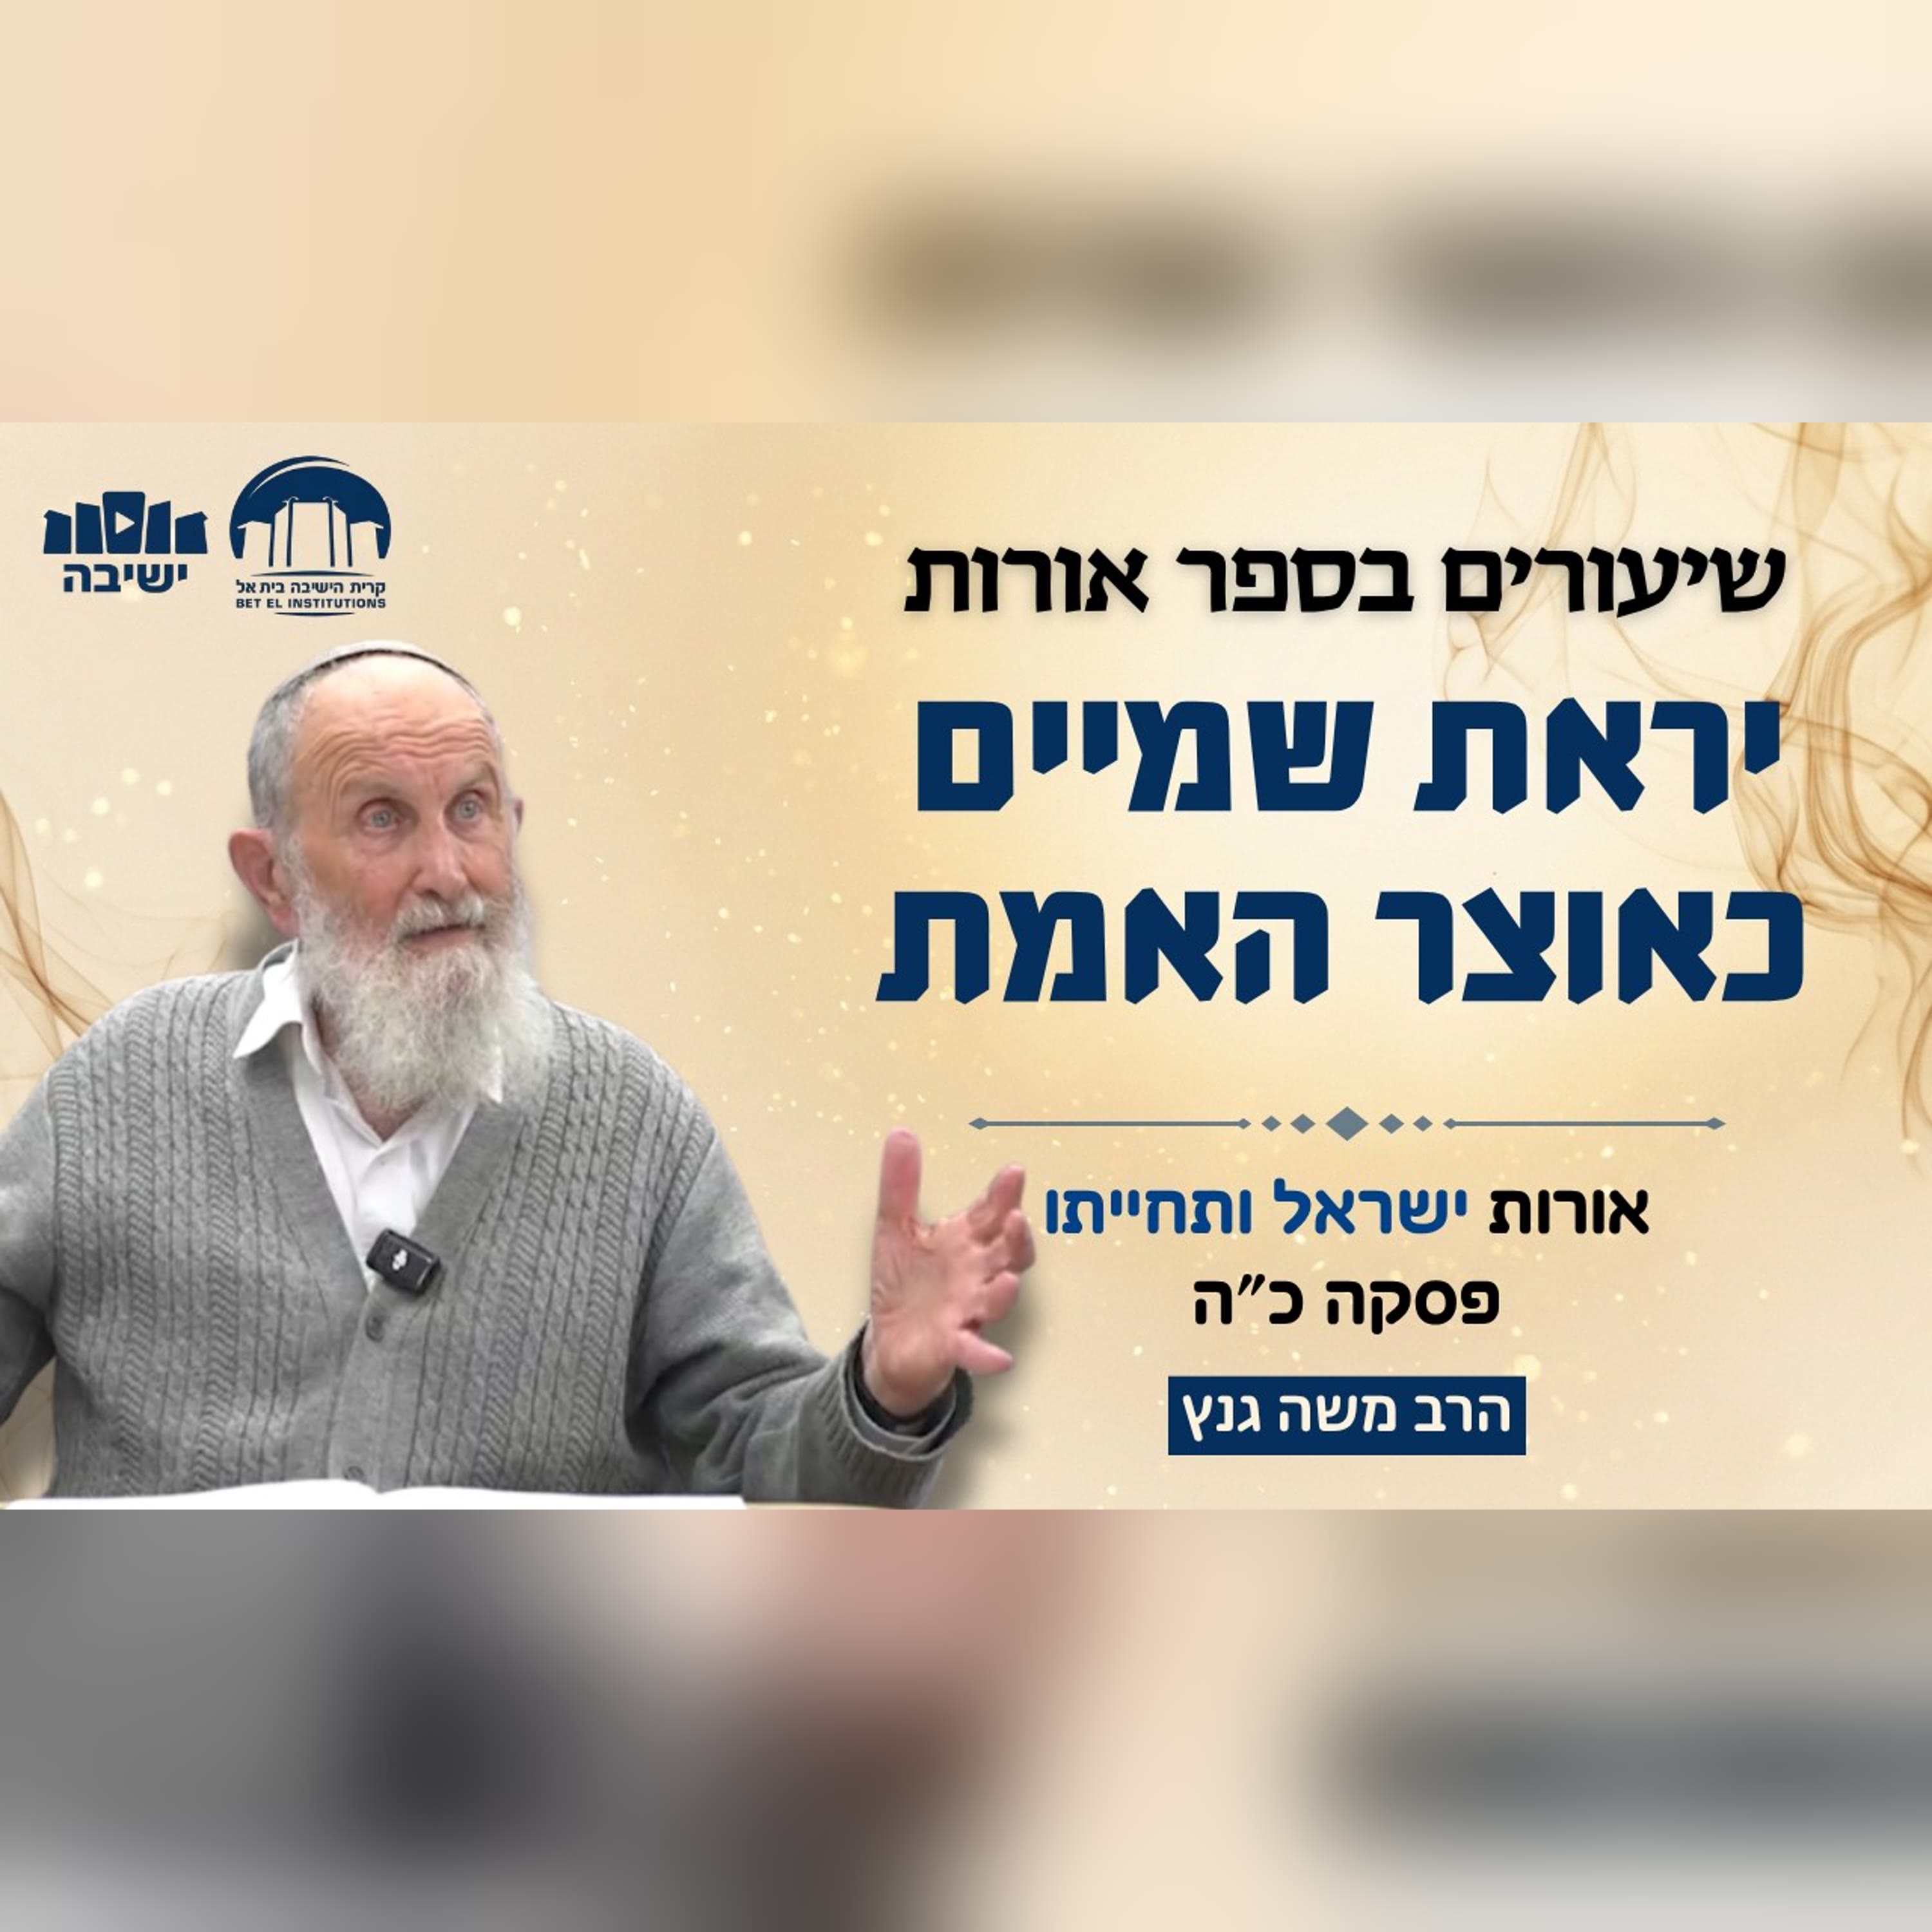 ישיבה
קרית הישיבה בית אל
BET EL INSTITUTIONS
שיעורים בספר אורות
יראת שמיים
כאוצר האמת
אורות ישראל ותחייתו
פסקה כ"ה
הרב משה גנץ